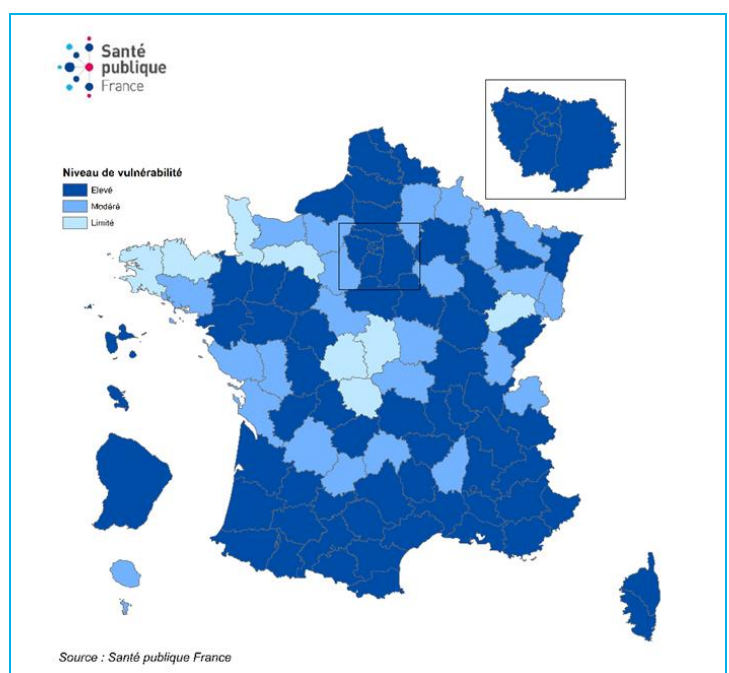 Santé
publique
France
Niveau de vulnérabilité
Elevé
Modéré
Limité
Source : Santé publique France